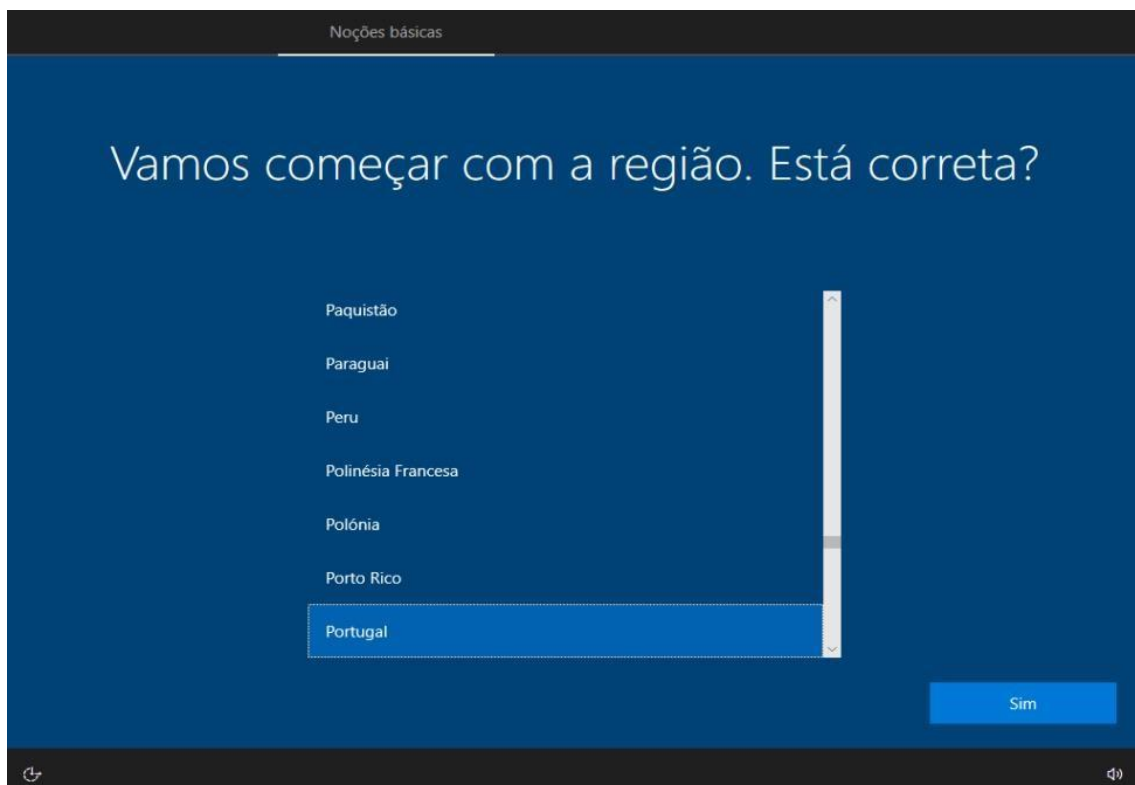 Noções básicas
Vamos começar com a região. Está correta?
Paquistão
Paraguai
Peru
Polinésia Francesa
Polónia
Porto Rico
Portugal
Sim